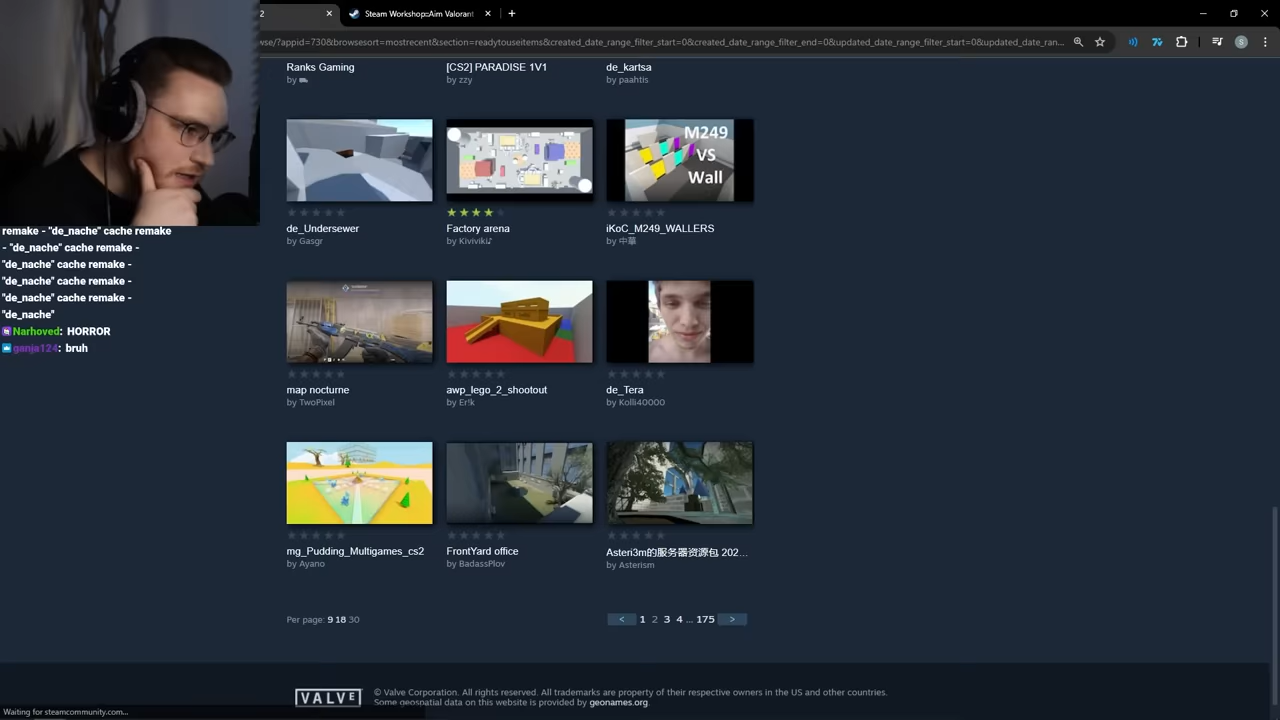 2
Steam Workshop::Aim Valorant
wse/?appid=730&browsesort=mostrecent&section=readytouseitems&created_date_range_filter_start=0&created_date_range_filter_end=0&updated_date_range_filter_start=0&updated_date_ran...
S
Ranks Gaming
[CS2] PARADISE 1V1
de_kartsa
by
by zzy
by paahtis
M249
VS
Wall
remake - "de_nache" cache remake
- "de_nache" cache remake -
"de_nache" cache remake -
"de_nache" cache remake -
"de_nache" cache remake -
"de_nache"
Narhoved: HORROR
ganja124: bruh
de_Undersewer
Factory arena
iKoC_M249_WALLERS
by Gasgr
by Kiviviki♪
by 中華
map nocturne
awp_lego_2_shootout
de_Tera
by TwoPixel
by Er!k
by Kolli40000
mg_Pudding_Multigames_cs2
FrontYard office
Asteri3m的服务器资源包 202...
by Ayano
by BadassPlov
by Asterism
Per page: 9 18 30
< 1 2 3 4 ... 175 >
VALVE
© Valve Corporation. All rights reserved. All trademarks are property of their respective owners in the US and other countries.
Some geospatial data on this website is provided by geonames.org.
Waiting for steamcommunity.com...